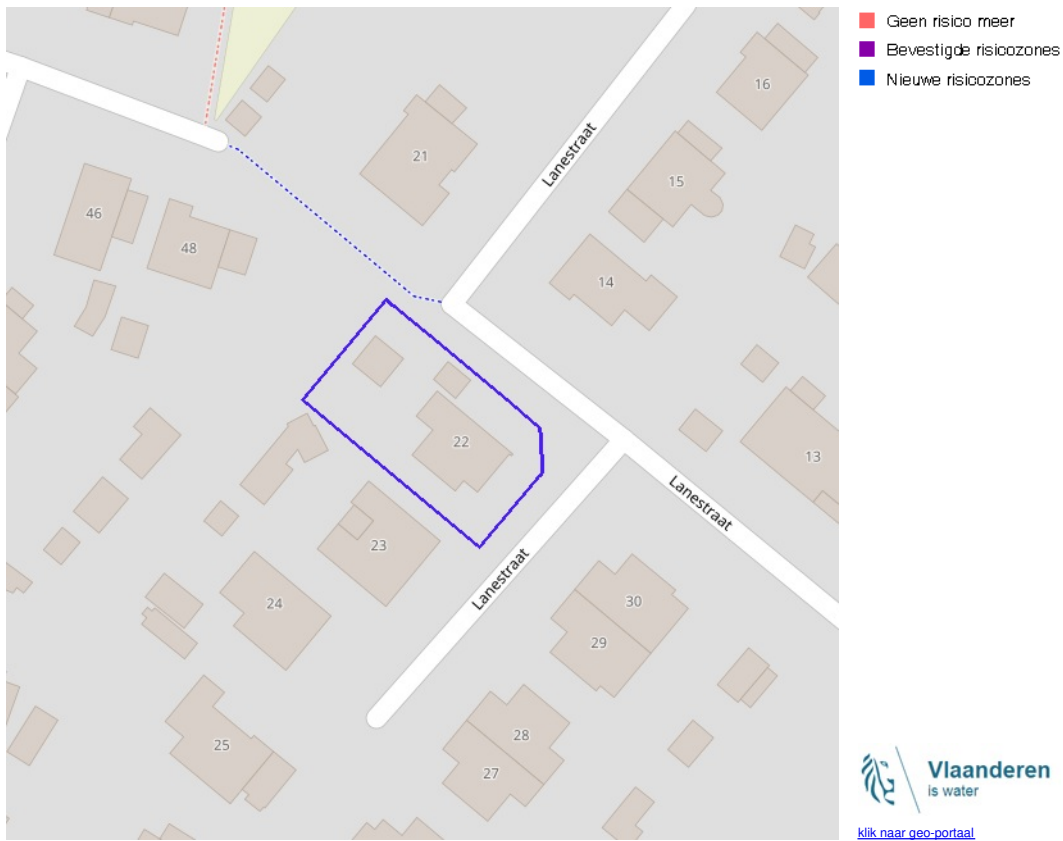 Geen risico meer
Bevestigde risicozones
Nieuwe risicozones
16
Lanestraat
21
15
46
48
14
22
13
Lanestraat
23
Lanestraat
24
30
29
28
25
27
Vlaanderen
is water
klik naar geo-portaal